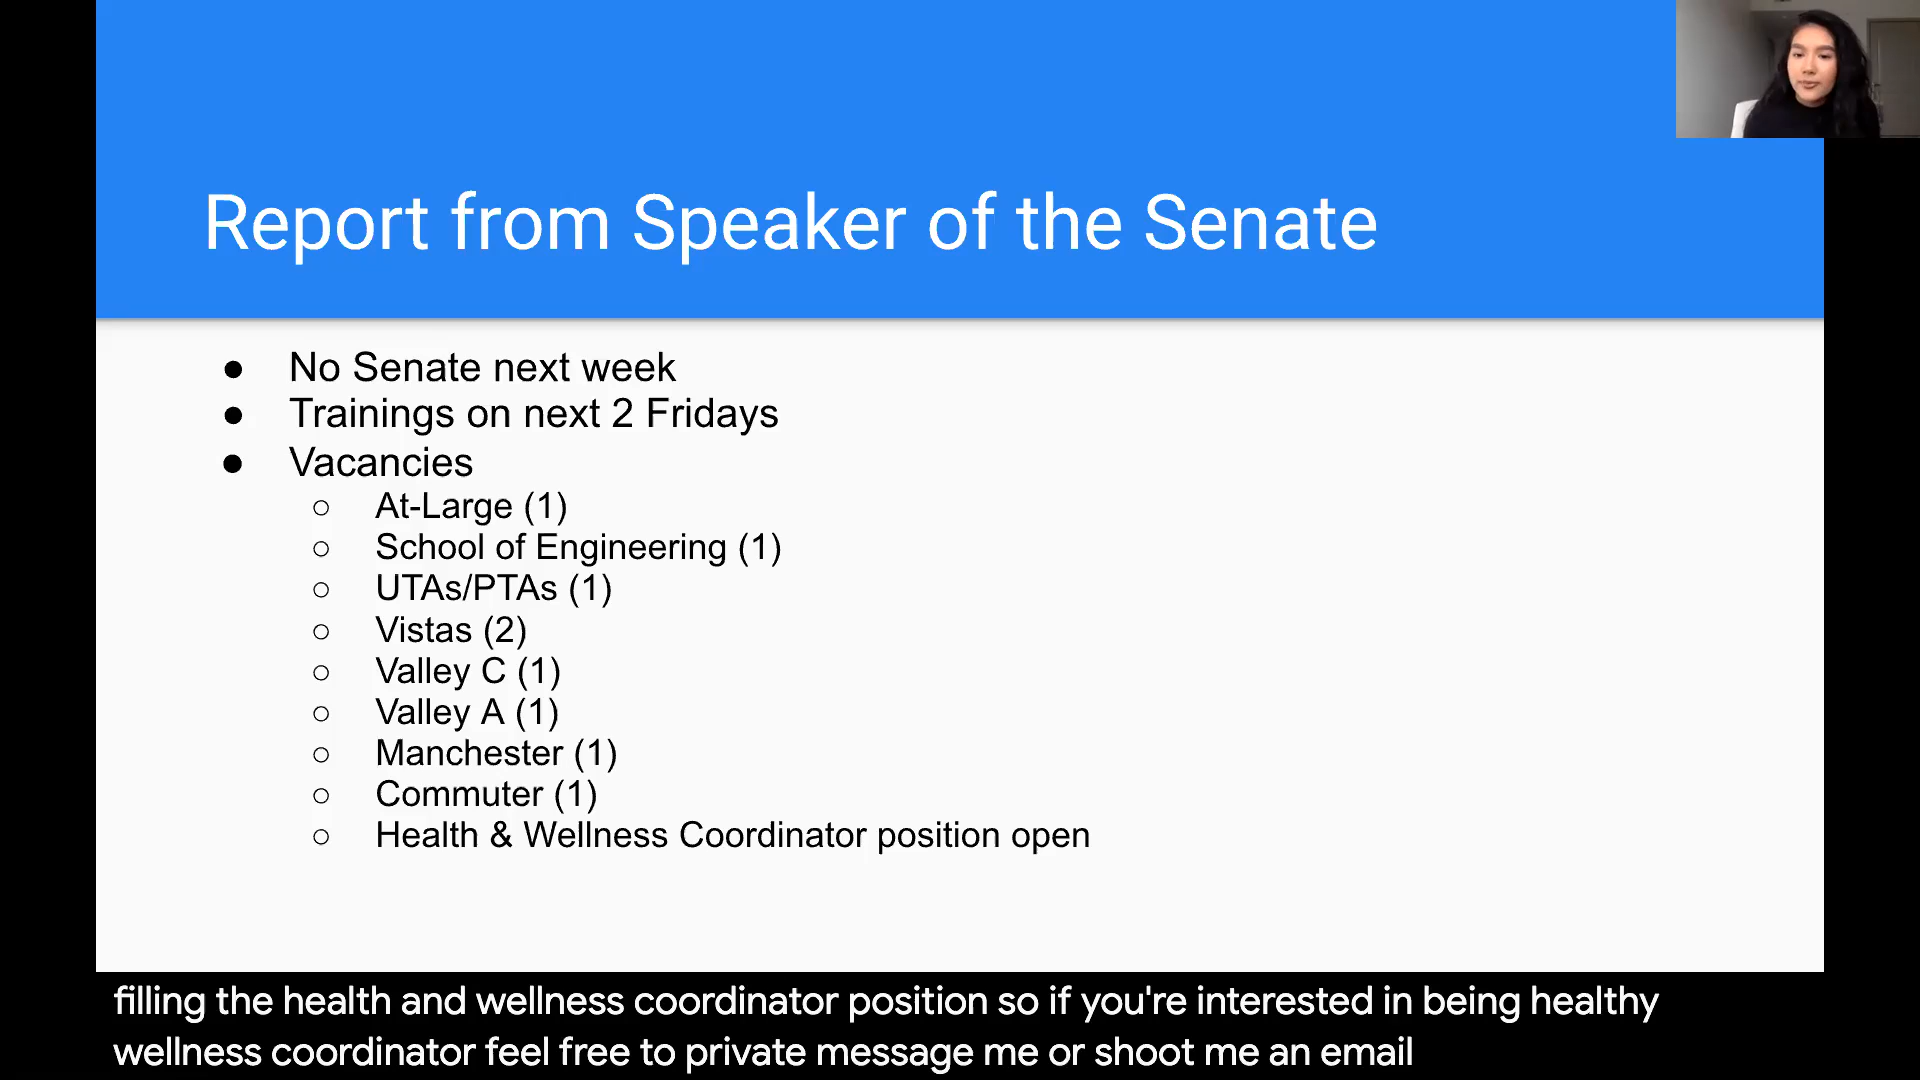 Report from Speaker of the Senate
● No Senate next week
● Trainings on next 2 Fridays
● Vacancies
○ At-Large (1)
○ School of Engineering (1)
○ UTAs/PTAs (1)
○ Vistas (2)
○ Valley C (1)
○ Valley A (1)
○ Manchester (1)
○ Commuter (1)
○ Health & Wellness Coordinator position open
filling the health and wellness coordinator position so if you're interested in being healthy
wellness coordinator feel free to private message me or shoot me an email